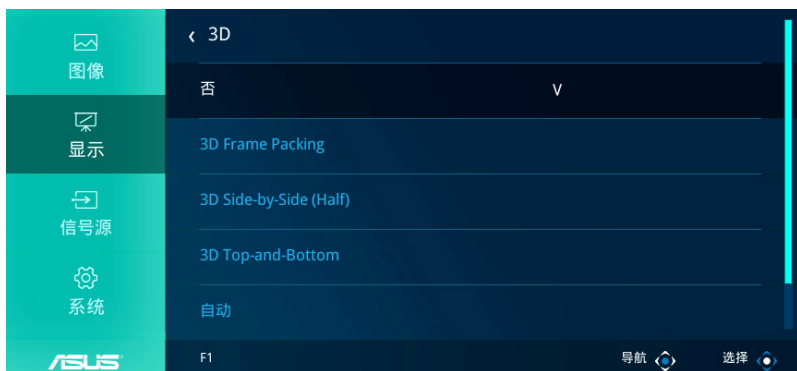 图像
显示
信号源
系统
ASUS
‹ 3D
否 V
3D Frame Packing
3D Side-by-Side (Half)
3D Top-and-Bottom
自动
F1 导航 选择